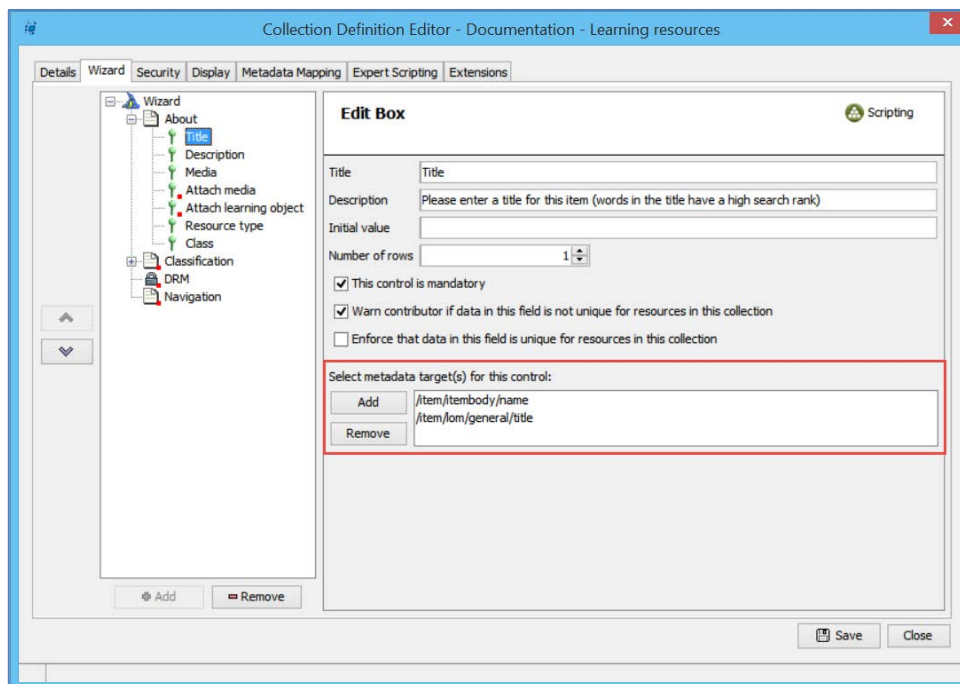 Collection Definition Editor - Documentation - Learning resources
Details Wizard Security Display Metadata Mapping Expert Scripting Extensions
Wizard
About
Title
Description
Media
Attach media
Attach learning object
Resource type
Class
Classification
DRM
Navigation
Add Remove
Edit Box Scripting
Title Title
Description Please enter a title for this item (words in the title have a high search rank)
Initial value
Number of rows 1
This control is mandatory
Warn contributor if data in this field is not unique for resources in this collection
Enforce that data in this field is unique for resources in this collection
Select metadata target(s) for this control:
Add /item/itembody/name
/item/lom/general/title
Remove
Save Close